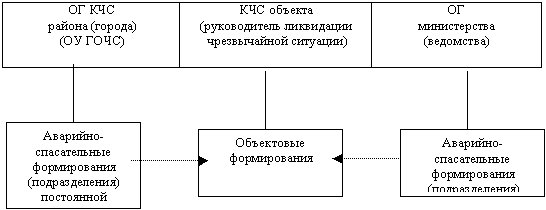 ОГ КЧС
района (города)
(ОУ ГОЧС)
КЧС объекта
(руководитель ликвидации
чрезвычайной ситуации)
ОГ
министерства
(ведомства)
Аварийно-
спасательные
формирования
(подразделения)
постоянной
Объектовые
формирования
Аварийно-
спасательные
формирования
(подразделения)